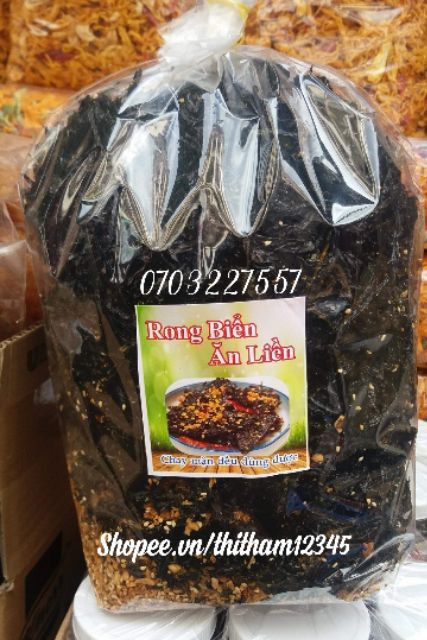 0703227557
Rong Biển
Ăn Liền
Chay mặn đều dùng được
Shopee.vn/thitham12345